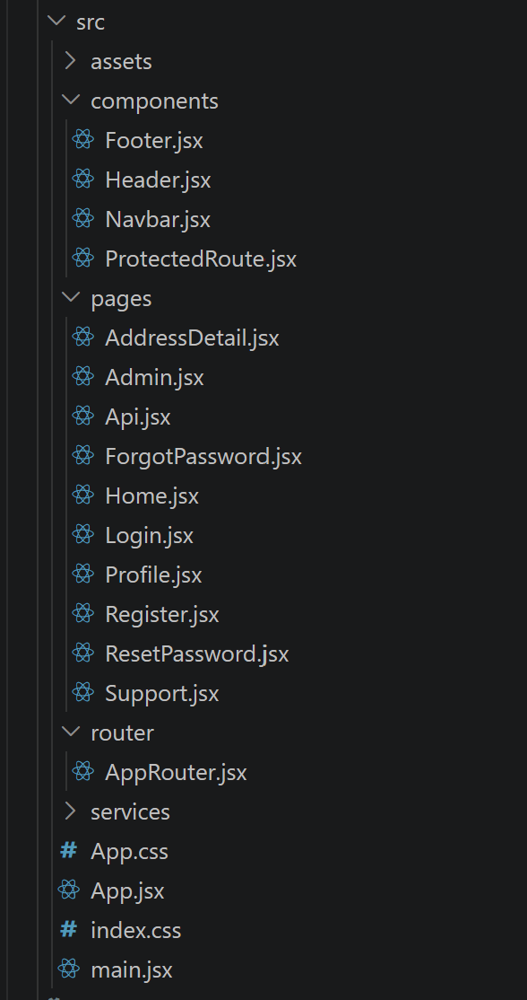 src
assets
components
Footer.jsx
Header.jsx
Navbar.jsx
ProtectedRoute.jsx
pages
AddressDetail.jsx
Admin.jsx
Api.jsx
ForgotPassword.jsx
Home.jsx
Login.jsx
Profile.jsx
Register.jsx
ResetPassword.jsx
Support.jsx
router
AppRouter.jsx
services
# App.css
App.jsx
# index.css
main.jsx